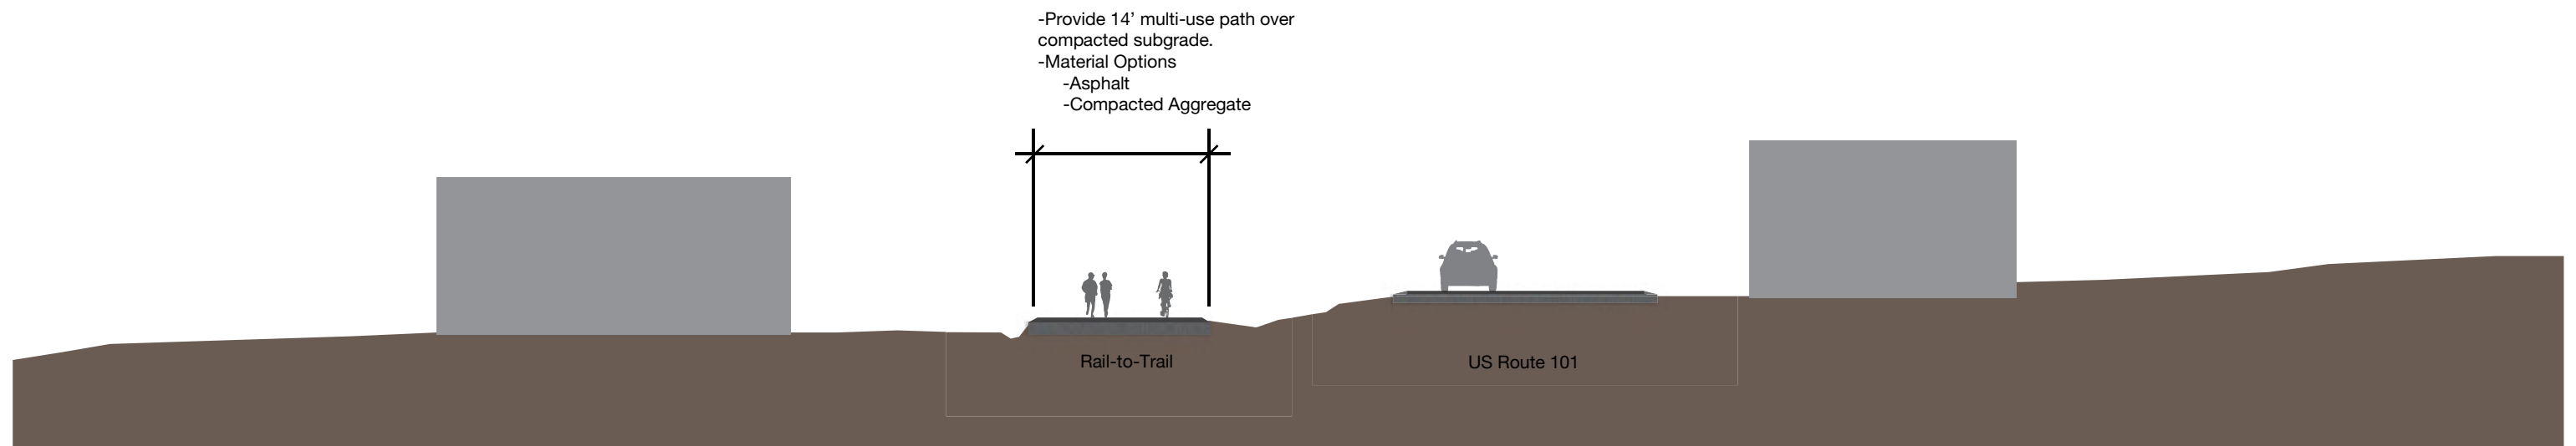 -Provide 14’ multi-use path over
compacted subgrade.
-Material Options
-Asphalt
-Compacted Aggregate
Rail-to-Trail
US Route 101